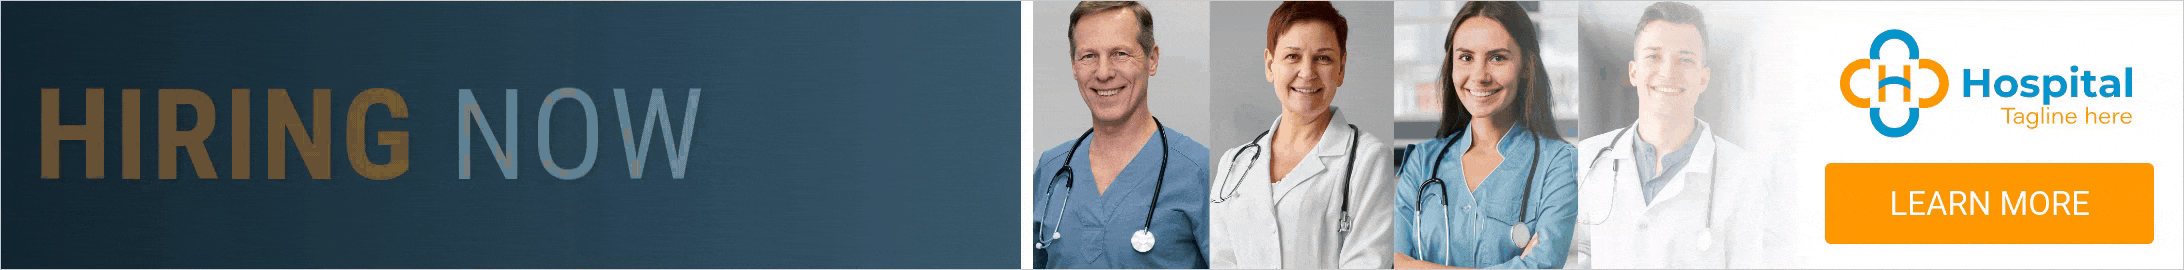 HIRING NOW
H
Hospital
Tagline here
LEARN MORE